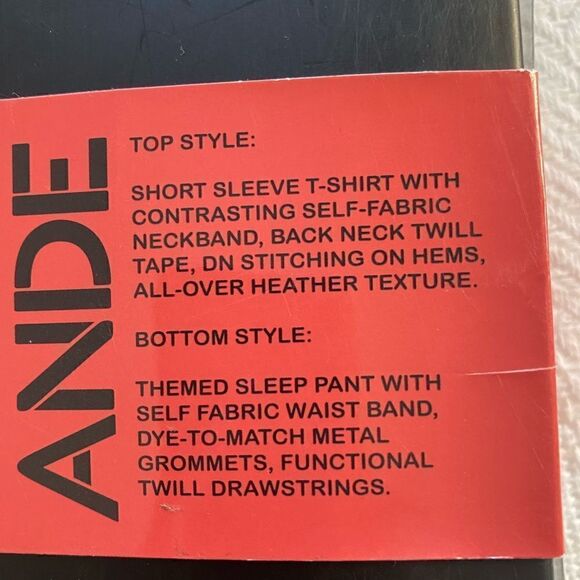 ANDE
TOP STYLE:
SHORT SLEEVE T-SHIRT WITH
CONTRASTING SELF-FABRIC
NECKBAND, BACK NECK TWILL
TAPE, DN STITCHING ON HEMS,
ALL-OVER HEATHER TEXTURE.
BOTTOM STYLE:
THEMED SLEEP PANT WITH
SELF FABRIC WAIST BAND,
DYE-TO-MATCH METAL
GROMMETS, FUNCTIONAL
TWILL DRAWSTRINGS.